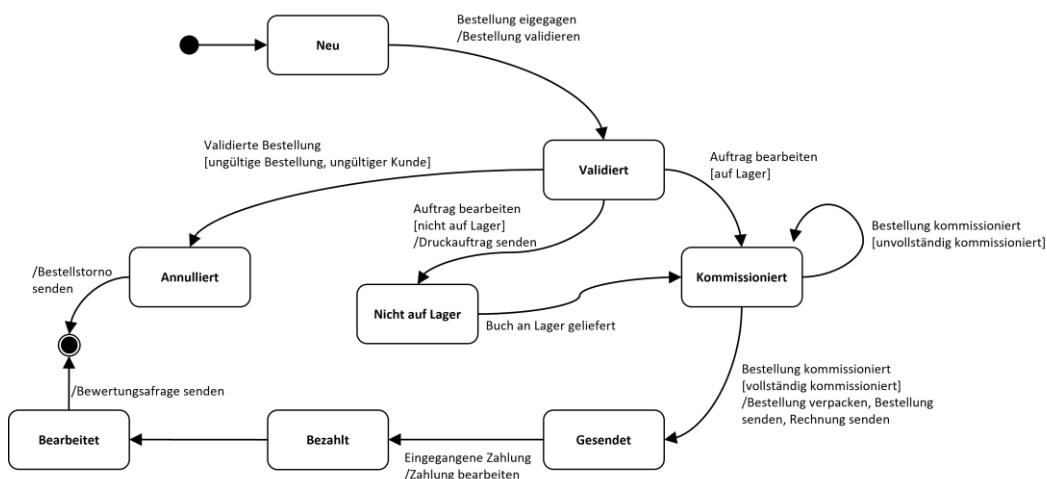 Bestellung eigegagen
/Bestellung validieren
Neu
Validierte Bestellung
[ungültige Bestellung, ungültiger Kunde]
Validiert
Auftrag bearbeiten
[auf Lager]
Auftrag bearbeiten
[nicht auf Lager]
/Druckauftrag senden
Bestellung kommissioniert
[unvollständig kommissioniert]
/Bestellstorno
senden
Annulliert
Kommissioniert
Nicht auf Lager
Buch an Lager geliefert
/Bewertungsafrage senden
Bestellung kommissioniert
[vollständig kommissioniert]
/Bestellung verpacken, Bestellung
senden, Rechnung senden
Bearbeitet
Bezahlt
Gesendet
Eingegangene Zahlung
/Zahlung bearbeiten